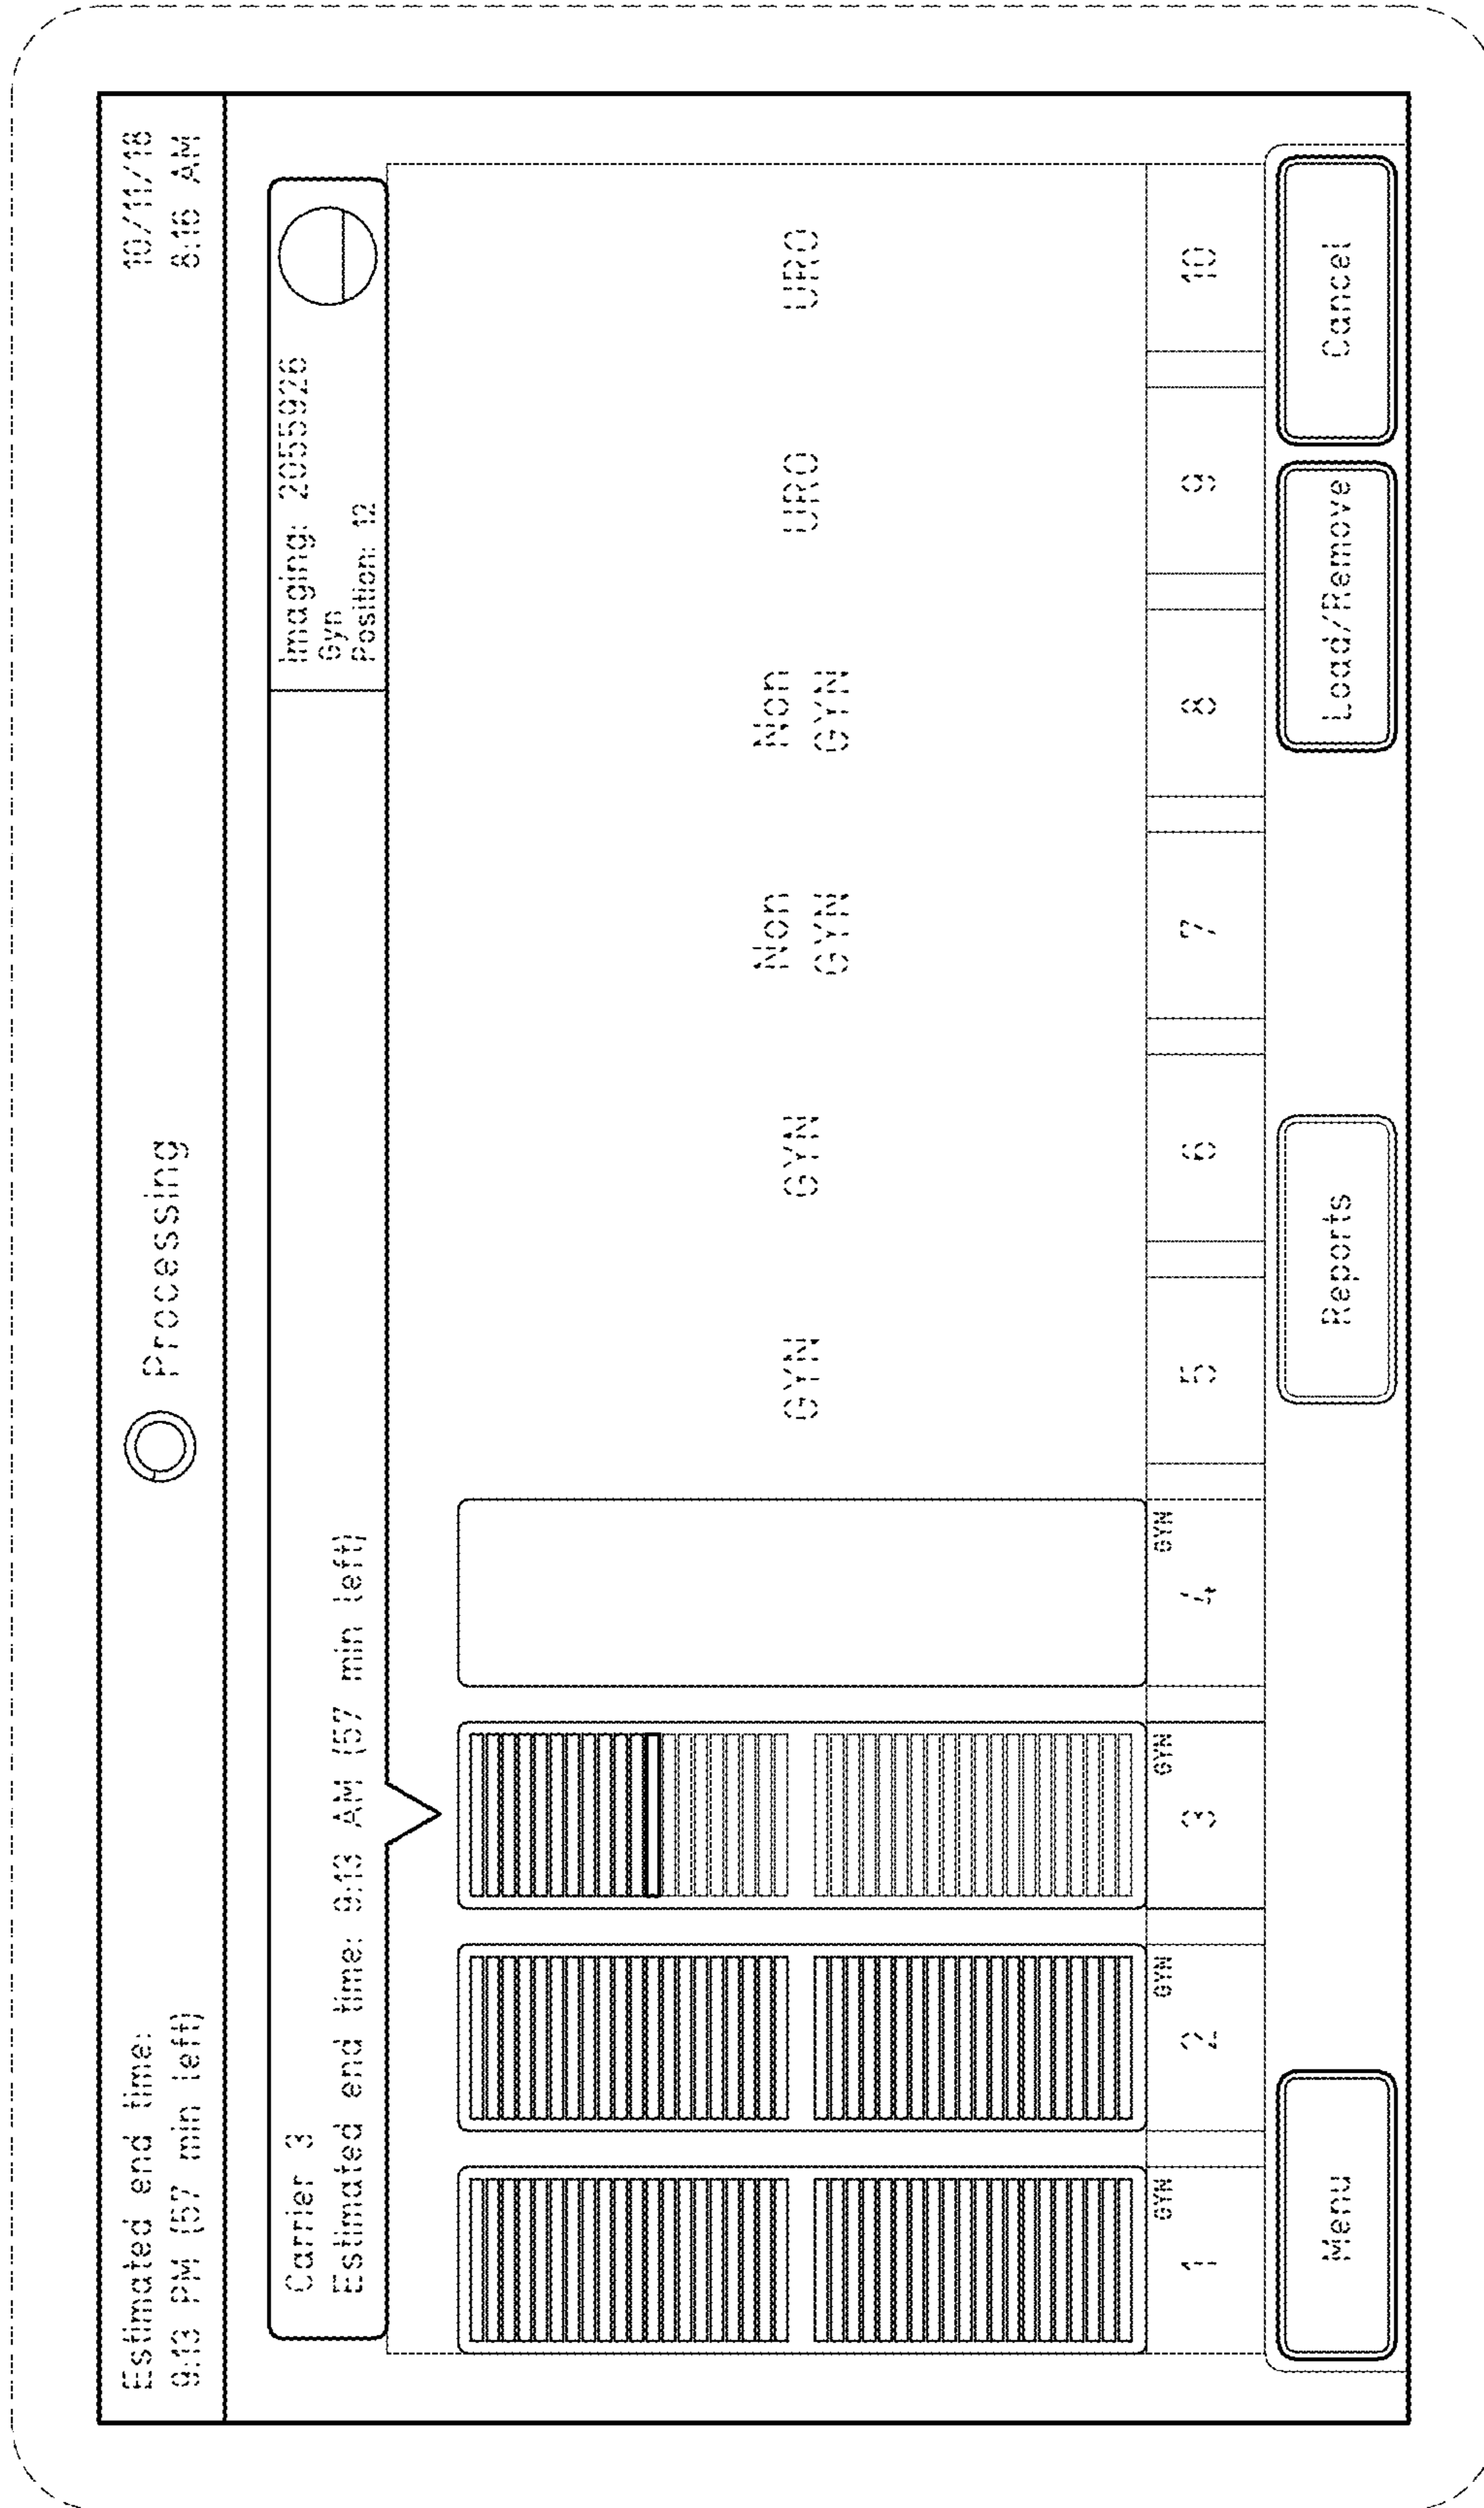 Estimated end time:
9:13 PM (57 min left)
Processing
10/11/18
8:16 AM
Carrier 3
Estimated end time: 9:13 AM (57 min left)
Imaging: 2055926
Gyn
Position: 12
GYN
GYN
Non
GYN
Non
GYN
URO
URO
GYN
GYN
GYN
GYN
1
2
3
4
5
6
7
8
9
10
Menu
Reports
Load/Remove
Cancel